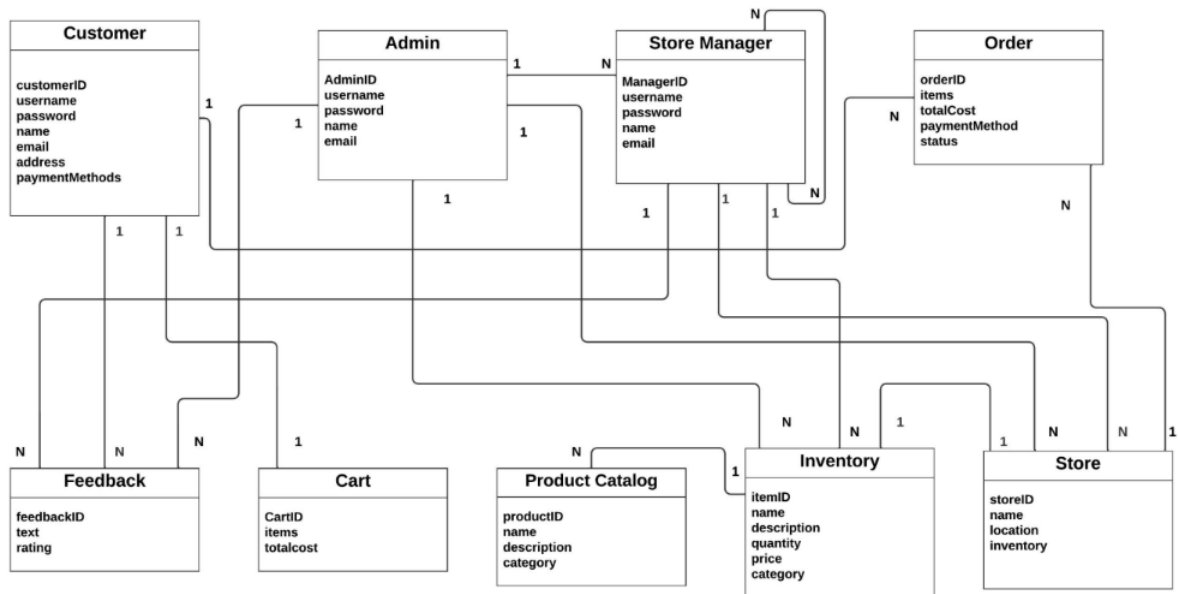 Customer
customerID
username
password
name
email
address
paymentMethods
1
1
1
Admin
AdminID
username
password
name
email
1
1
1
1
Store Manager
ManagerID
username
password
name
email
N
N
N
1
1
1
Order
orderID
items
totalCost
paymentMethod
status
N
N
Feedback
feedbackID
text
rating
N
N
N
Cart
CartID
items
totalcost
1
Product Catalog
productID
name
description
category
N
1
Inventory
itemID
name
description
quantity
price
category
N
N
1
Store
storeID
name
location
inventory
1
N
N
1